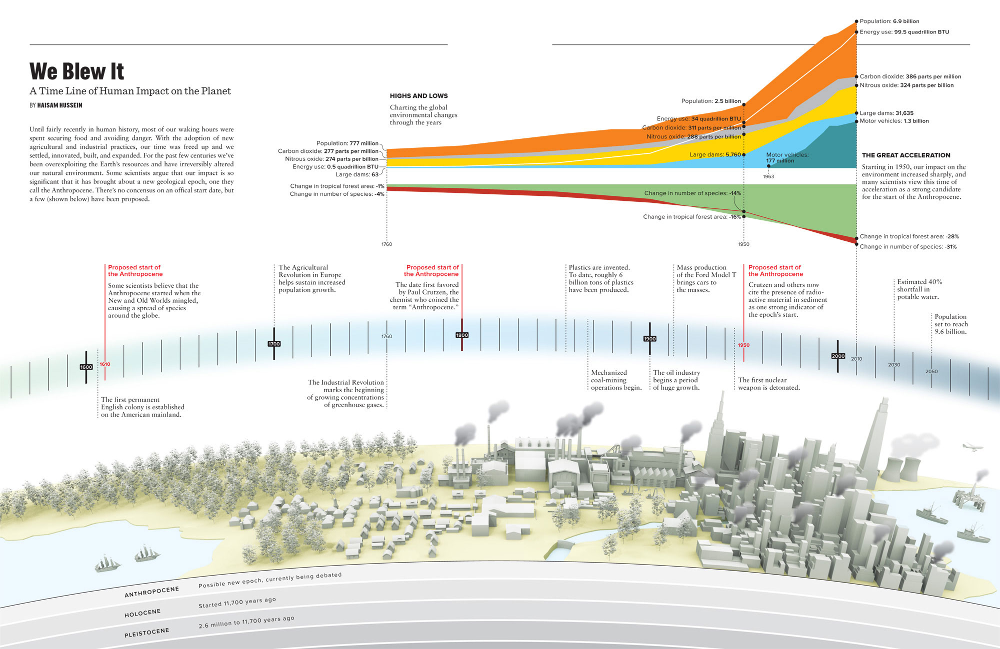 We Blew It
A Time Line of Human Impact on the Planet
BY HAISAM HUSSEIN
Until fairly recently in human history, most of our waking hours were
spent securing food and avoiding danger. With the adoption of new
agricultural and industrial practices, our time was freed up and we
settled, innovated, built, and expanded. For the past few centuries we've
been overexploiting the Earth's resources and have irreversibly altered
our natural environment. Some scientists argue that our impact is so
significant that it has brought about a new geological epoch, one they
call the Anthropocene. There's no concensus on an offical start date, but
a few (shown below) have been proposed.
HIGHS AND LOWS
Charting the global
environmental changes
through the years
Population: 777 million
Carbon dioxide: 277 parts per million
Nitrous oxide: 274 parts per billion
Energy use: 0.5 quadrillion BTU
Large dams: 63
Change in tropical forest area: -1%
Change in number of species: -4%
1760
Population: 2.5 billion
Energy use: 34 quadrillion BTU
Carbon dioxide: 311 parts per million
Nitrous oxide: 288 parts per billion
Large dams: 5,760
Change in number of species: -14%
Change in tropical forest area: -16%
1950
Motor vehicles:
177 million
1963
Population: 6.9 billion
Energy use: 99.5 quadrillion BTU
Carbon dioxide: 386 parts per million
Nitrous oxide: 324 parts per billion
Large dams: 31,635
Motor vehicles: 1.3 billion
THE GREAT ACCELERATION
Starting in 1950, our impact on the
environment increased sharply, and
many scientists view this time of
acceleration as a strong candidate
for the start of the Anthropocene.
Change in tropical forest area: -28%
Change in number of species: -31%
Proposed start of
the Anthropocene
Some scientists believe that the
Anthropocene started when the
New and Old Worlds mingled,
causing a spread of species
around the globe.
The Agricultural
Revolution in Europe
helps sustain increased
population growth.
Proposed start of
the Anthropocene
The date first favored
by Paul Crutzen, the
chemist who coined the
term “Anthropocene.”
Plastics are invented.
To date, roughly 6
billion tons of plastics
have been produced.
Mass production
of the Ford Model T
brings cars to
the masses.
Proposed start of
the Anthropocene
Crutzen and others now
cite the presence of radio-
active material in sediment
as one strong indicator of
the epoch's start.
Estimated 40%
shortfall in
potable water.
Population
set to reach
9.6 billion.
1600
1610
1700
1760
1800
1900
1950
2000
2010
2030
2050
The first permanent
English colony is established
on the American mainland.
The Industrial Revolution
marks the beginning
of growing concentrations
of greenhouse gases.
Mechanized
coal-mining
operations begin.
The oil industry
begins a period
of huge growth.
The first nuclear
weapon is detonated.
ANTHROPOCENE Possible new epoch, currently being debated
HOLOCENE Started 11,700 years ago
PLEISTOCENE 2.6 million to 11,700 years ago